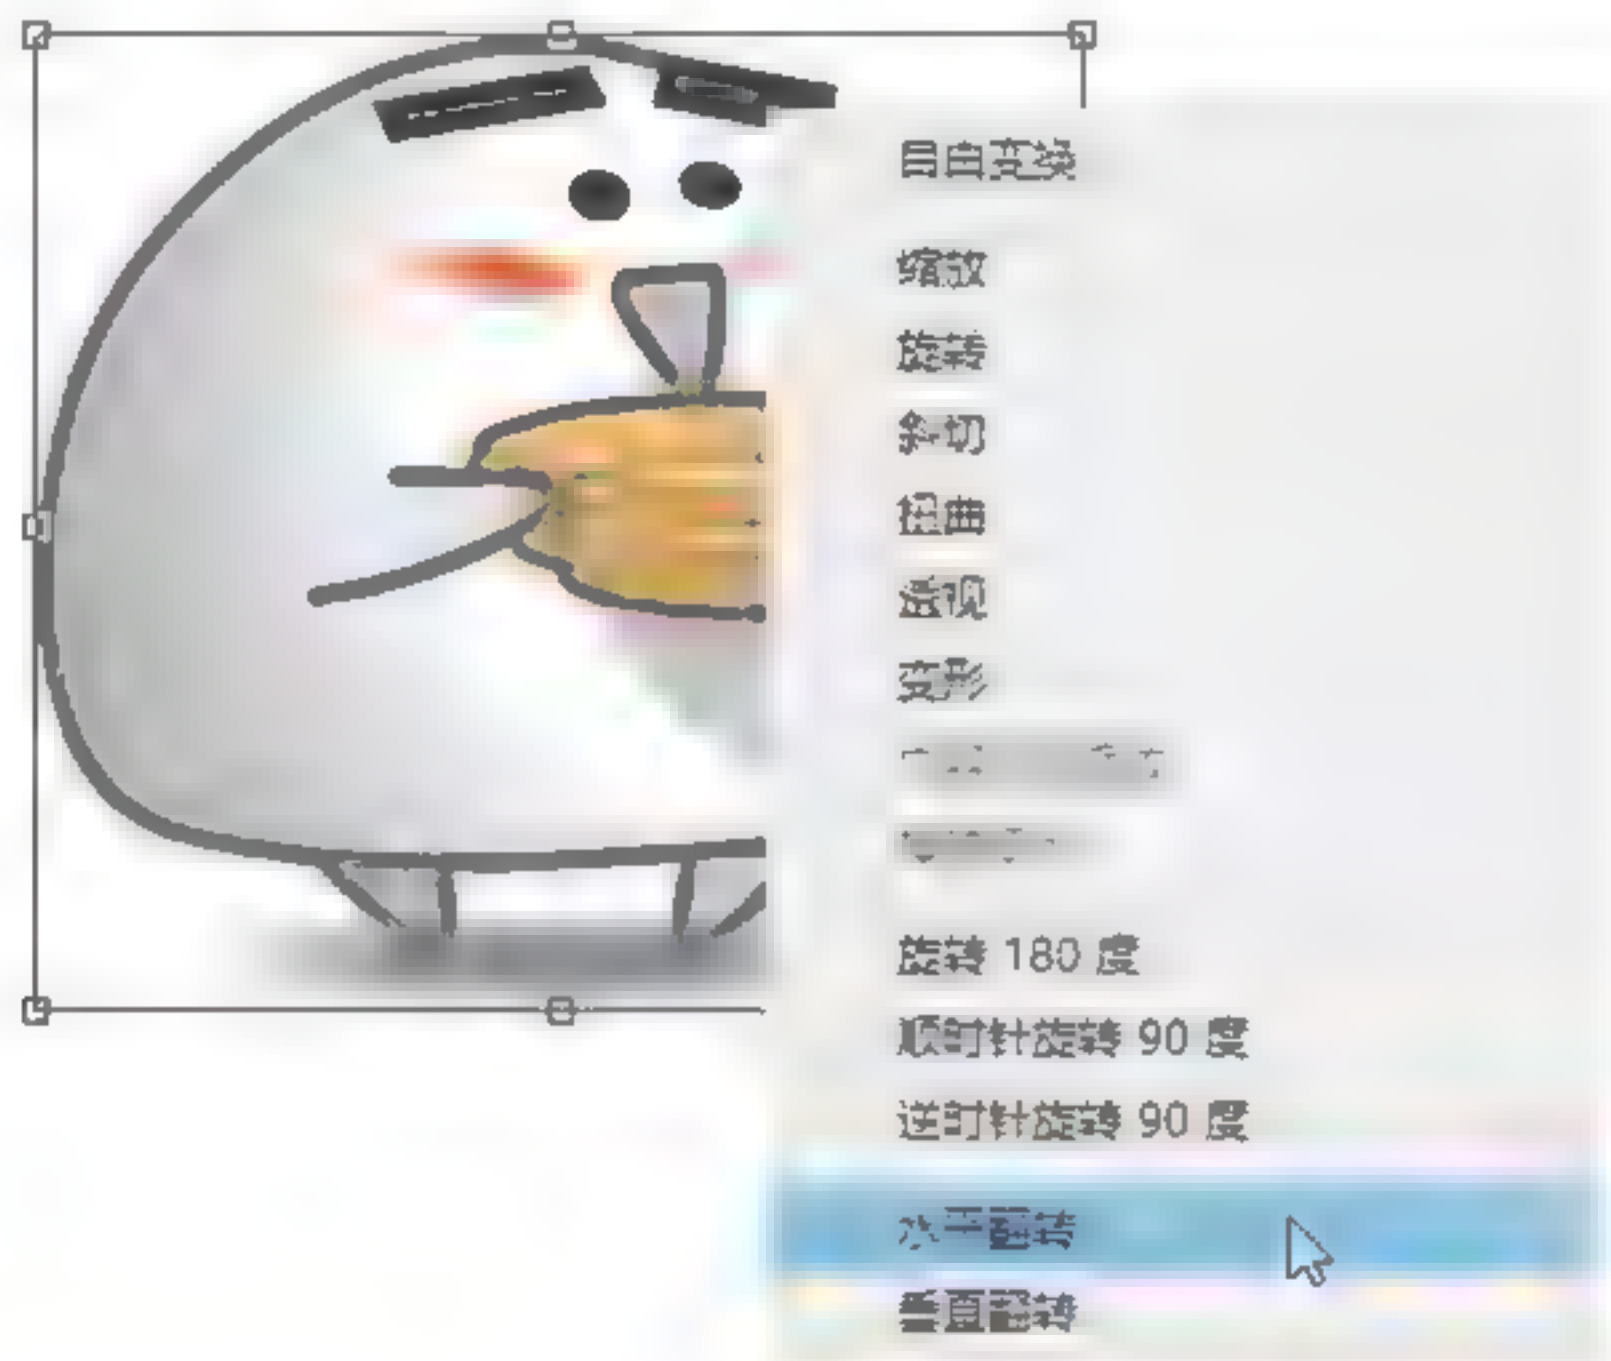 自由变换
缩放
旋转
斜切
扭曲
透视
变形
旋转 180 度
顺时针旋转 90 度
逆时针旋转 90 度
水平翻转
垂直翻转